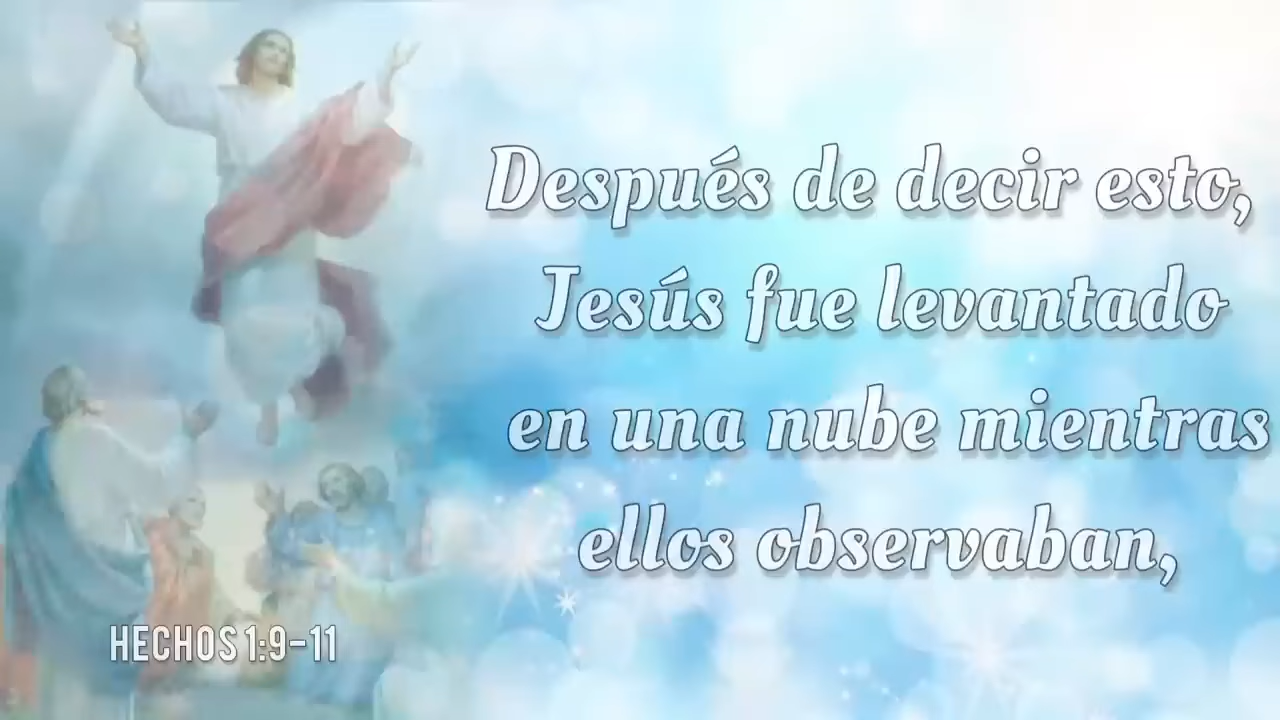 Después de decir esto,
Jesús fue levantado
en una nube mientras
ellos observaban,
HECHOS 1:9-11